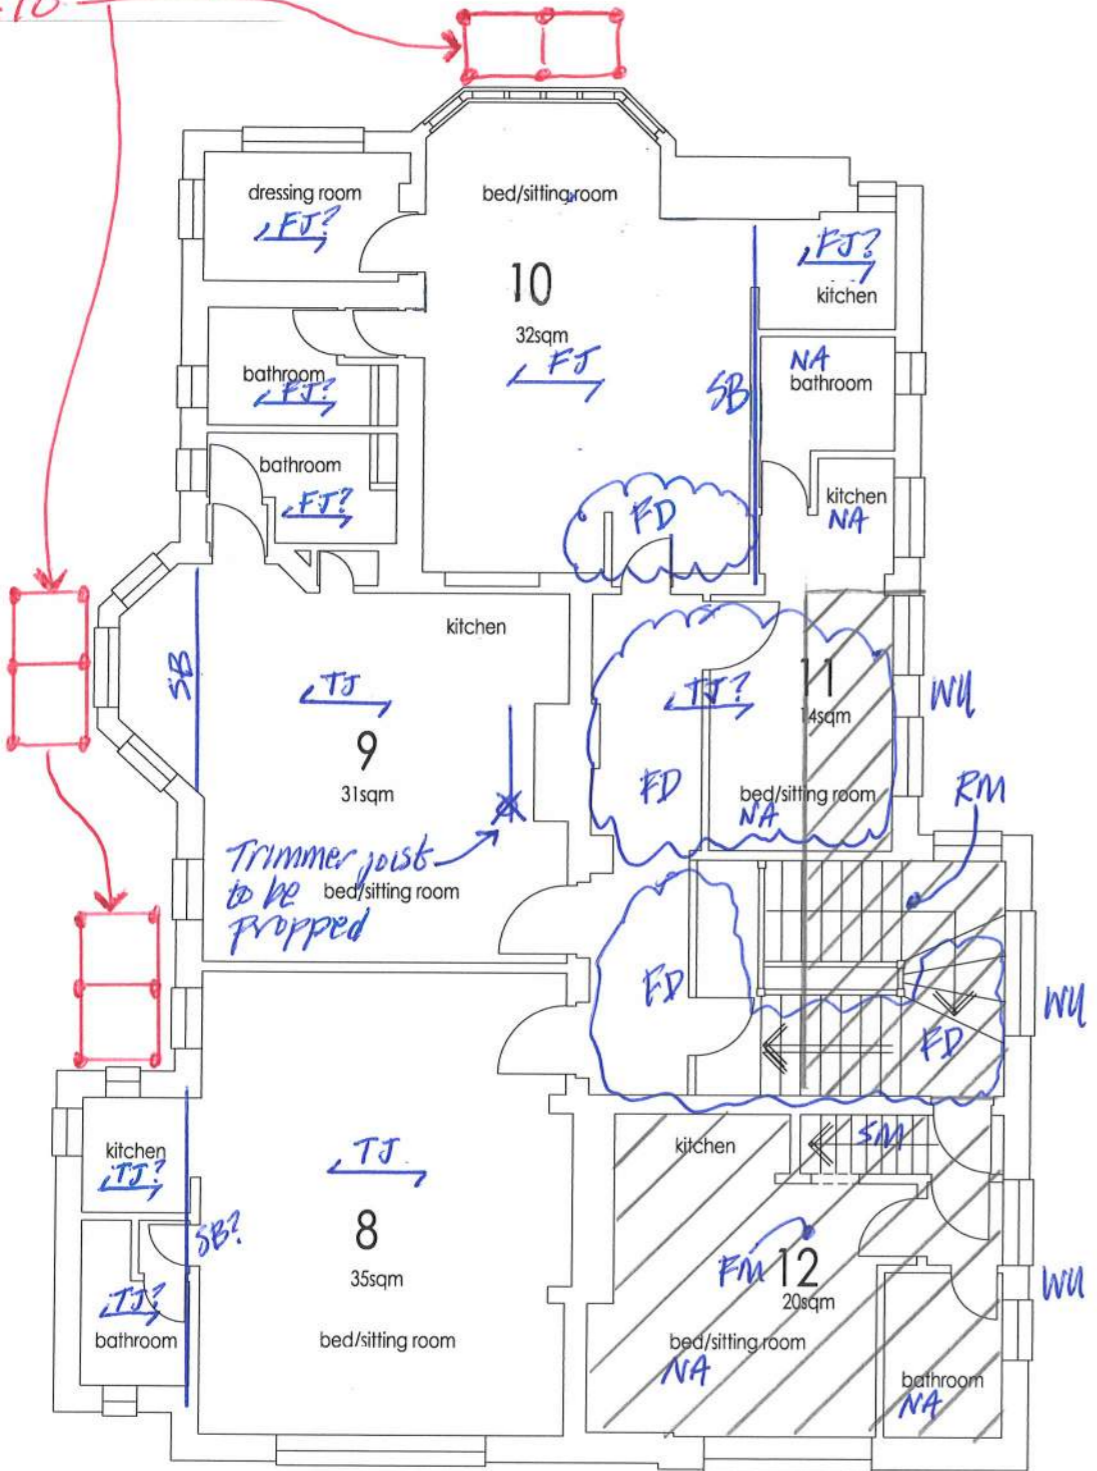 dressing room
FJ?
bed/sitting room
10
32sqm
FJ
FJ?
kitchen
bathroom
FJ?
SB
NA
bathroom
bathroom
FJ?
FD
kitchen
NA
kitchen
SB
TJ
9
31sqm
TJ?
11
14sqm
WU
FD
bed/sitting room
NA
RM
Trimmer joist
to be
propped
bed/sitting room
FD
FD
WU
kitchen
TJ?
TJ
kitchen
SM
SB?
8
35sqm
FM
12
20sqm
WU
TJ?
bathroom
bed/sitting room
bed/sitting room
NA
bathroom
NA